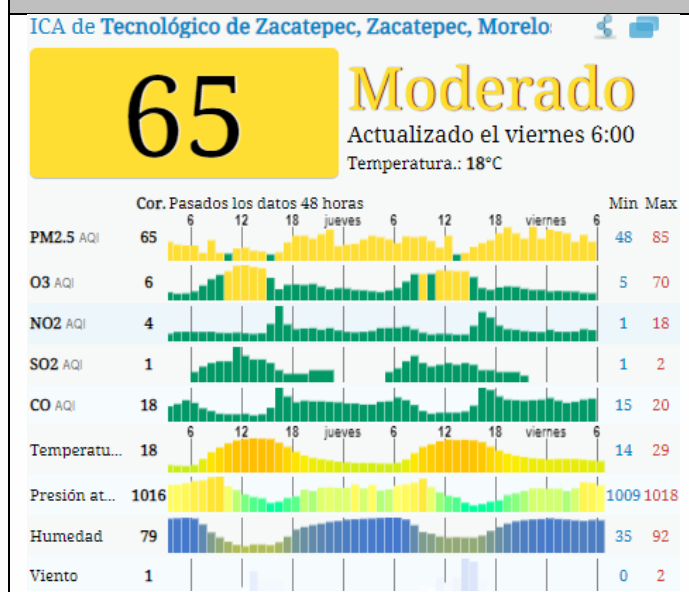 ICA de Tecnológico de Zacatepec, Zacatepec, Morelo
65
Moderado
Actualizado el viernes 6:00
Temperatura.: 18°C
Cor. Pasados los datos 48 horas Min Max
6 12 18 jueves 6 12 18 viernes 6
PM2.5 AQI 65 48 85
O3 AQI 6 5 70
NO2 AQI 4 1 18
SO2 AQI 1 1 2
CO AQI 18 15 20
6 12 18 jueves 6 12 18 viernes 6
Temperatu... 18 14 29
Presión at... 1016 1009 1018
Humedad 79 35 92
Viento 1 0 2